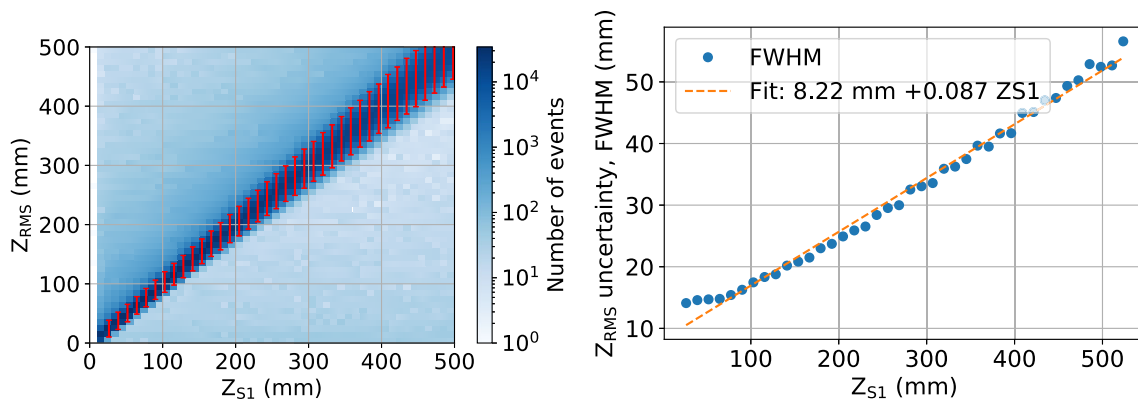 500
400
300
200
100
0
Z_RMS (mm)
0 100 200 300 400 500
Z_S1 (mm)
10^4
10^3
10^2
10^1
10^0
Number of events
50
40
30
20
10
Z_RMS uncertainty, FWHM (mm)
FWHM
Fit: 8.22 mm +0.087 ZS1
100 200 300 400 500
Z_S1 (mm)